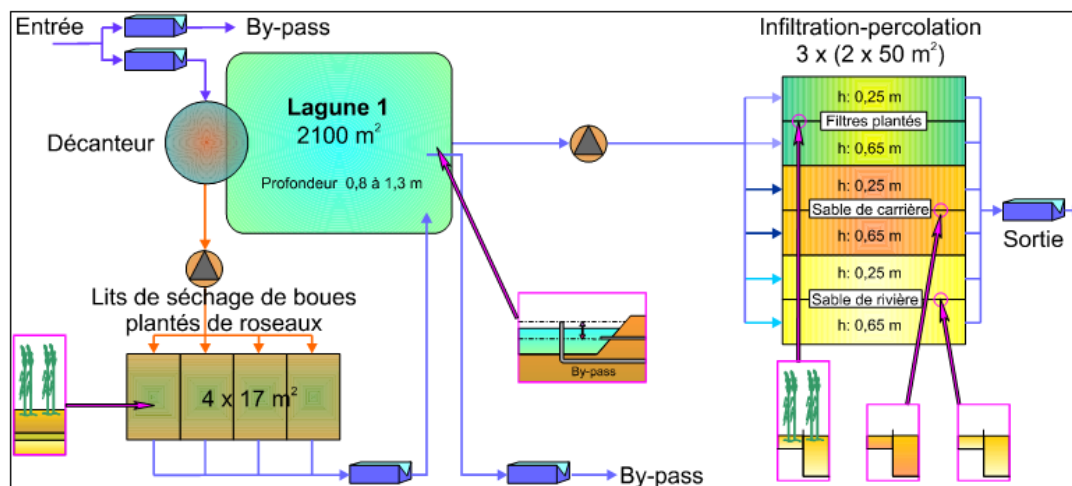 Entrée
By-pass
Infiltration-percolation
3 x (2 x 50 m²)
Décanteur
Lagune 1
2100 m²
Profondeur 0,8 à 1,3 m
h: 0,25 m
Filtres plantés
h: 0,65 m
h: 0,25 m
Sable de carrière
h: 0,65 m
h: 0,25 m
Sable de rivière
h: 0,65 m
Sortie
Lits de séchage de boues
plantés de roseaux
4 x 17 m²
By-pass
By-pass